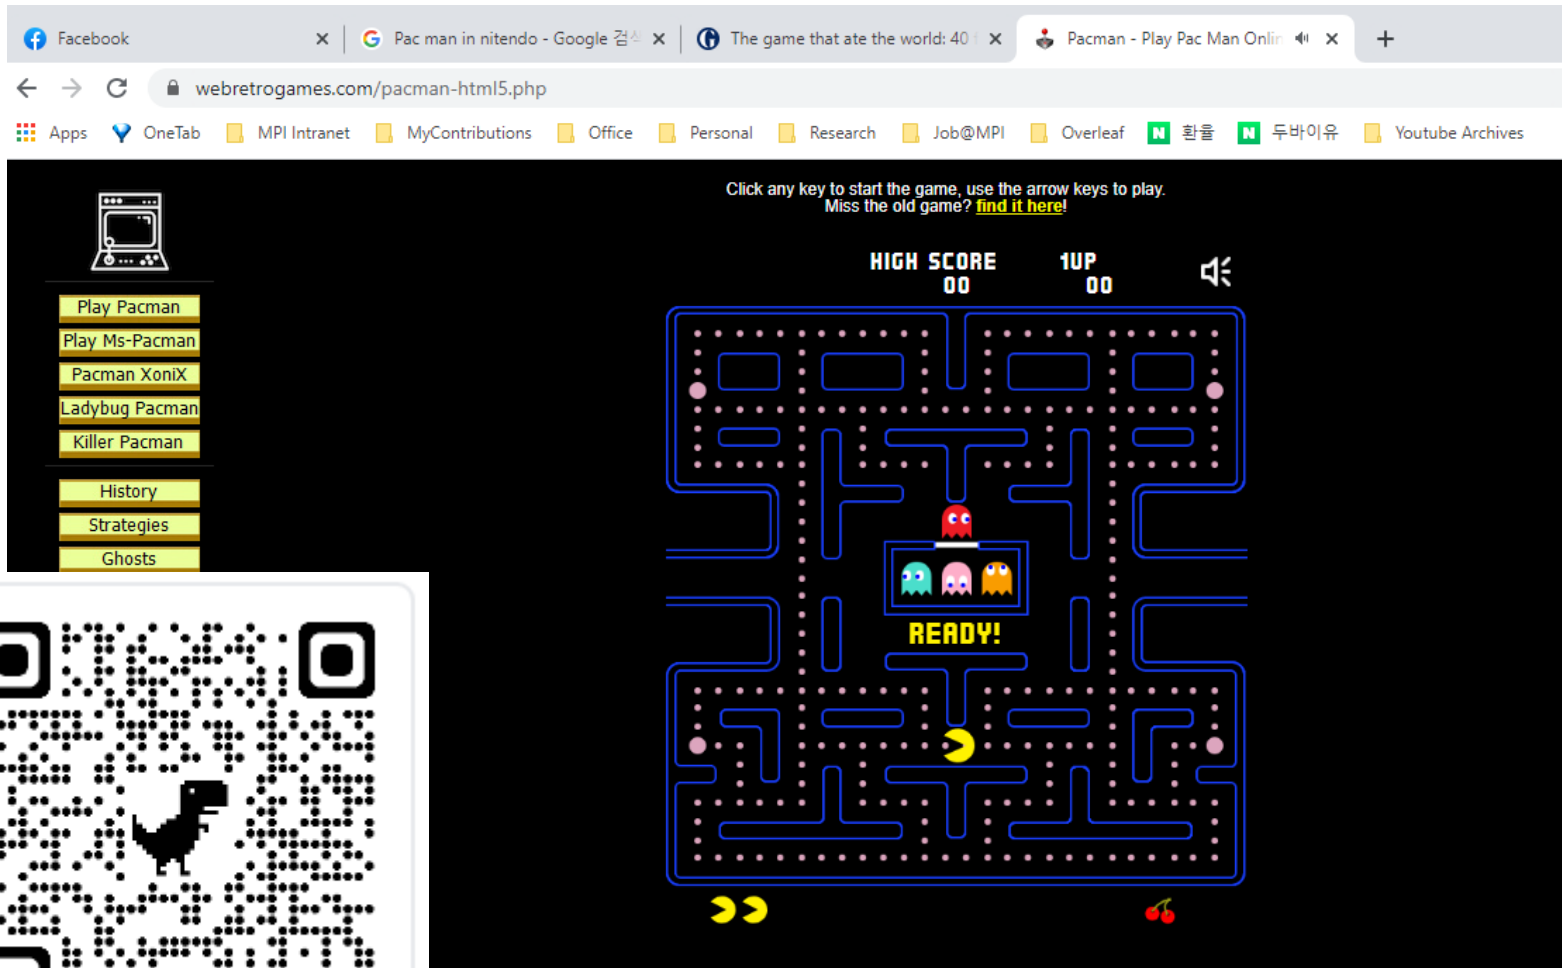 Facebook
Pac man in nitendo - Google 검색
The game that ate the world: 40
Pacman - Play Pac Man Onlin
webretrogames.com/pacman-html5.php
Apps OneTab MPI Intranet MyContributions Office Personal Research Job@MPI Overleaf 환율 두바이유 Youtube Archives
Click any key to start the game, use the arrow keys to play.
Miss the old game? find it here!
HIGH SCORE 1UP
00 00
Play Pacman
Play Ms-Pacman
Pacman XoniX
Ladybug Pacman
Killer Pacman
History
Strategies
Ghosts
READY!